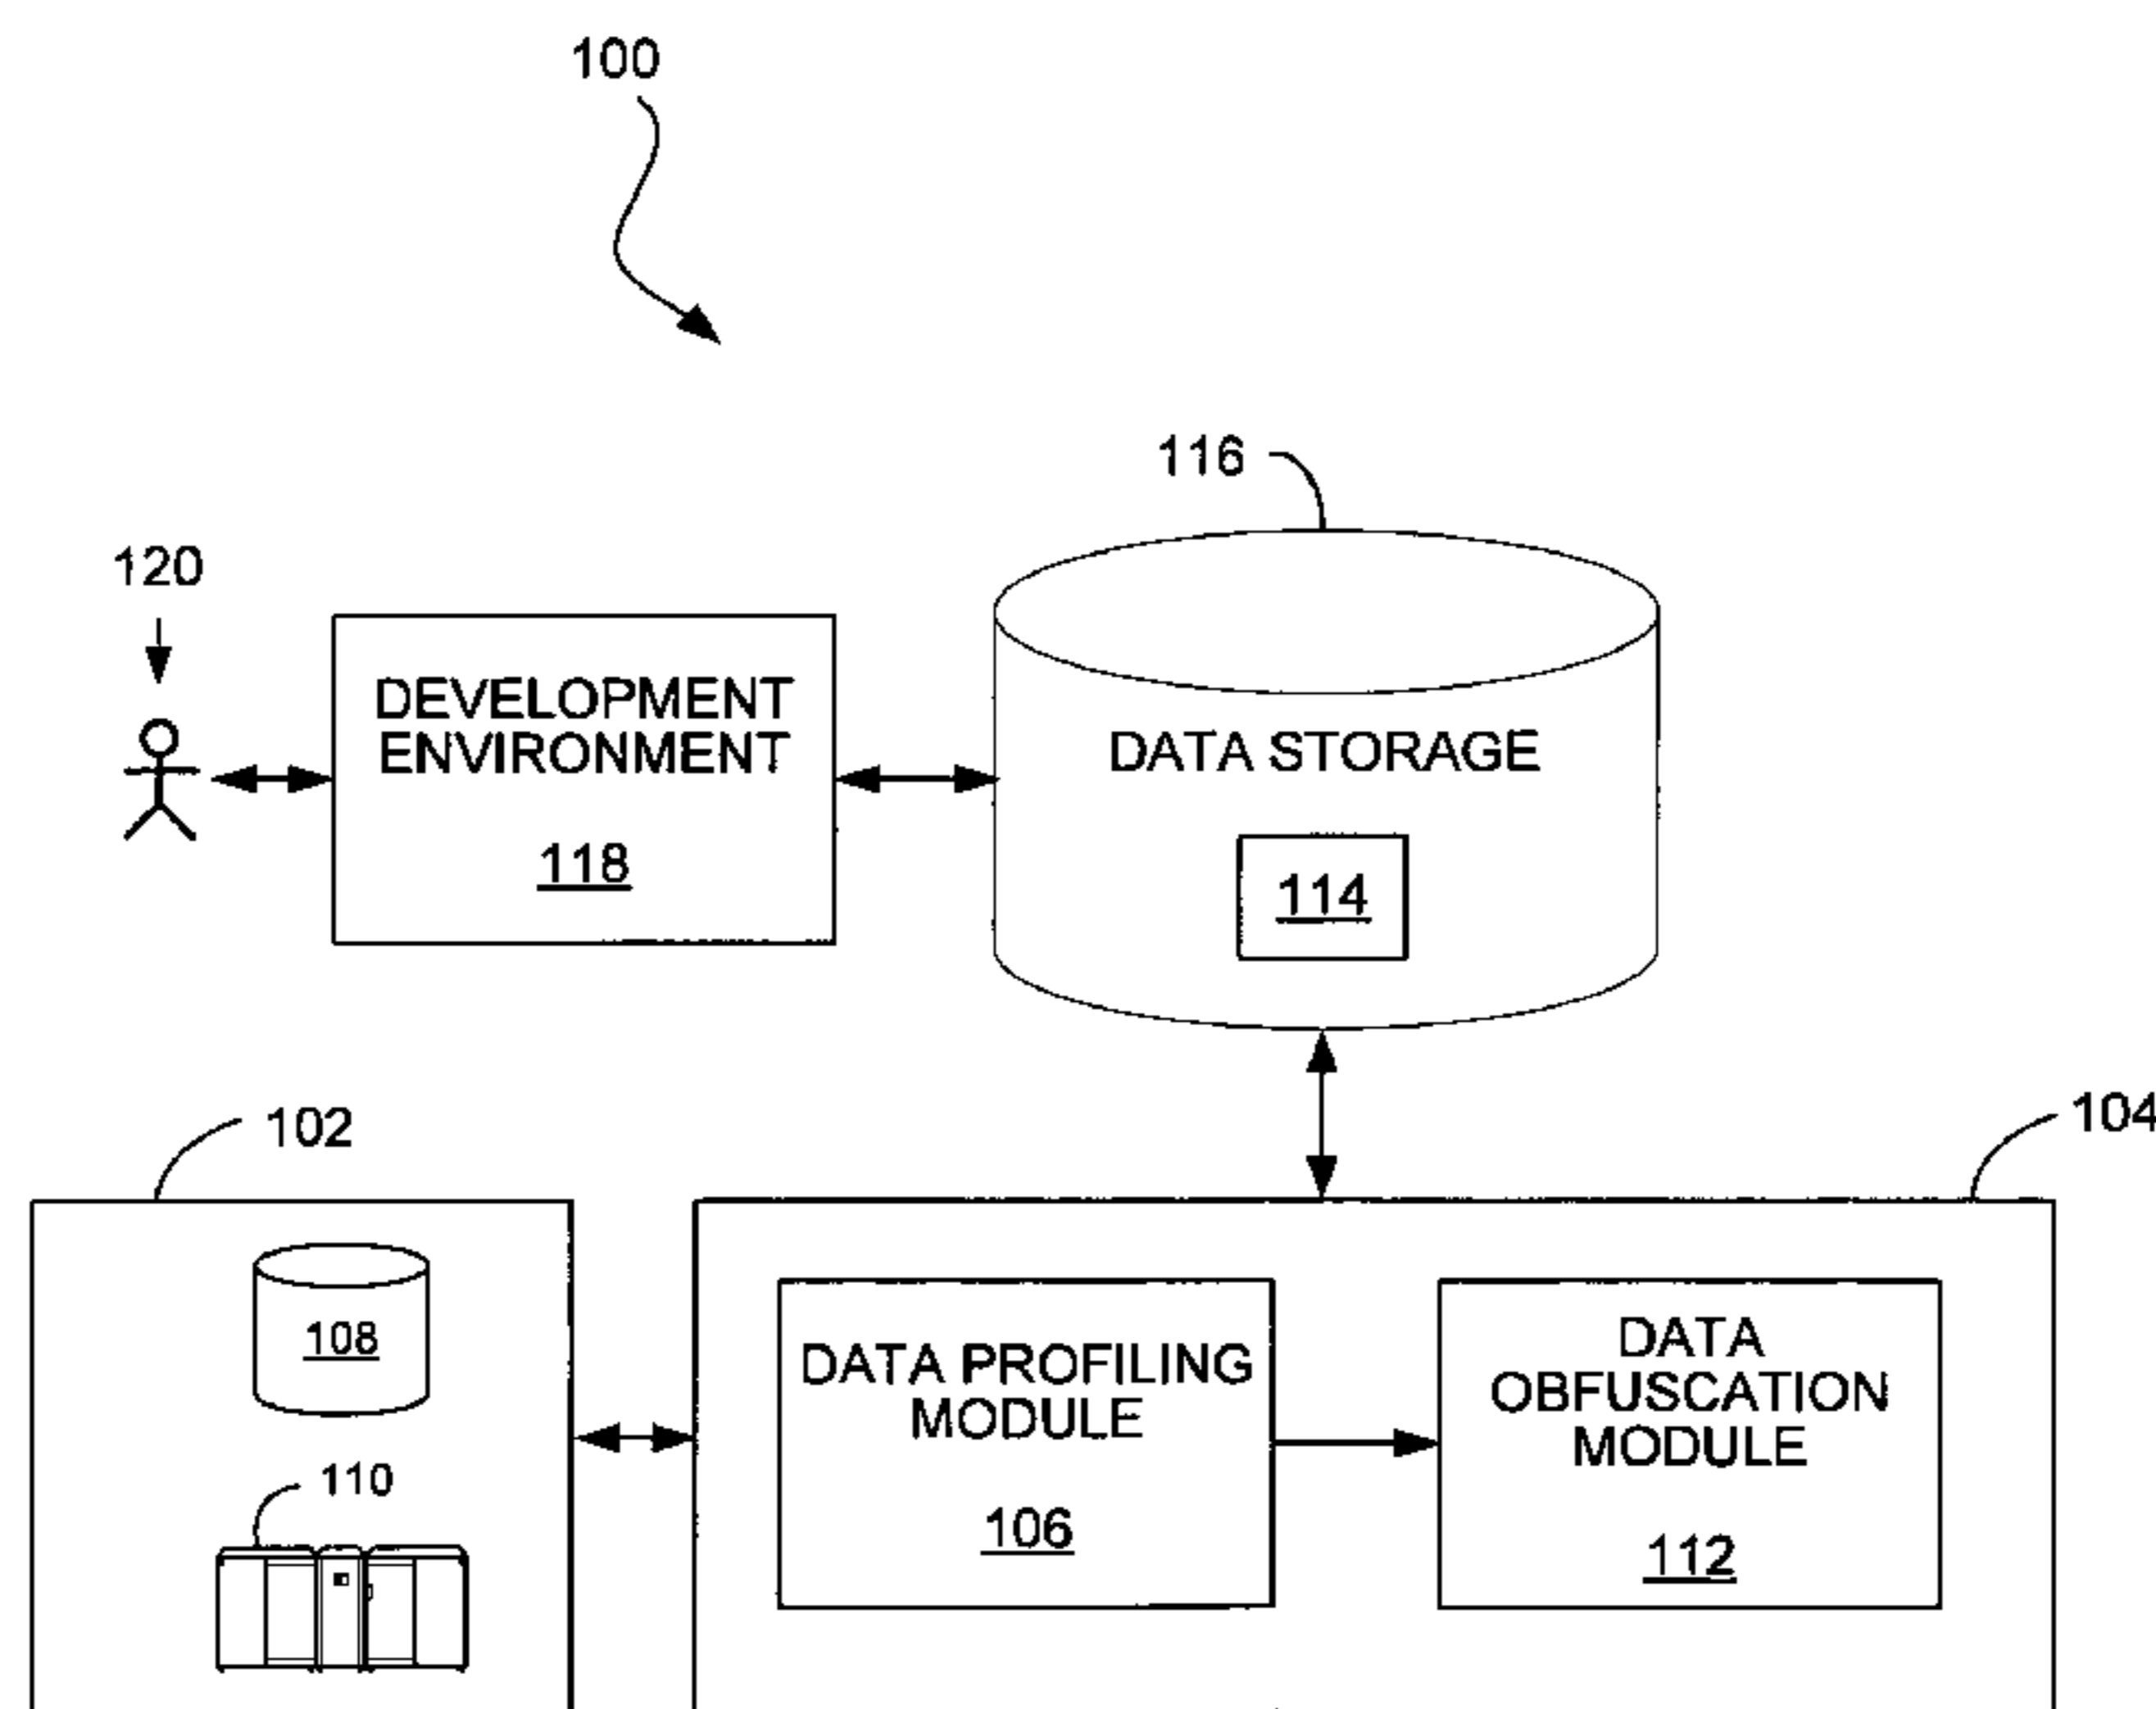 100
116
120
DEVELOPMENT
ENVIRONMENT
118
DATA STORAGE
114
102
104
108
110
DATA PROFILING
MODULE
106
DATA
OBFUSCATION
MODULE
112